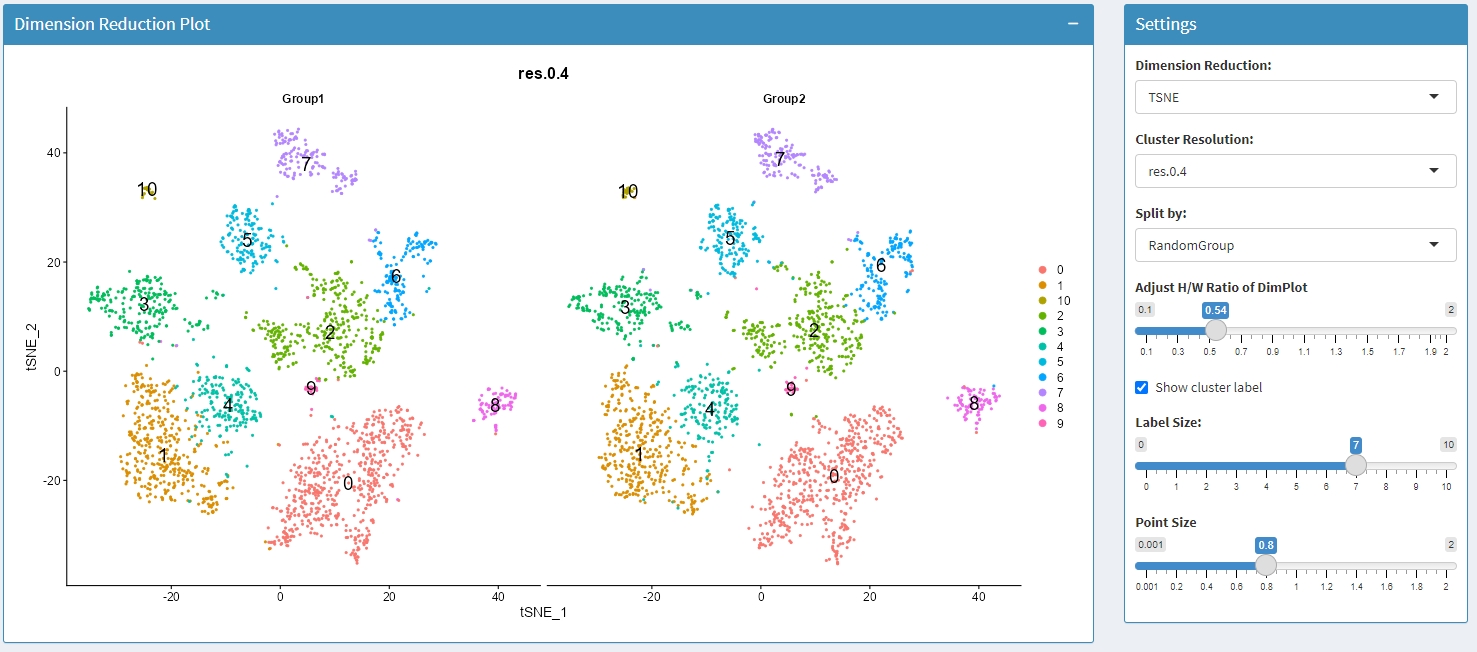 Dimension Reduction Plot
−
res.0.4
Group1
Group2
tSNE_2
40
20
0
-20
7
10
5
6
3
2
9
8
4
1
0
7
10
5
6
3
2
9
8
4
1
0
0
1
10
2
3
4
5
6
7
8
9
-20 0 20 40 -20 0 20 40
tSNE_1
Settings
Dimension Reduction:
TSNE
Cluster Resolution:
res.0.4
Split by:
RandomGroup
Adjust H/W Ratio of DimPlot
0.1 0.54 2
0.1 0.3 0.5 0.7 0.9 1.1 1.3 1.5 1.7 1.9 2
Show cluster label
Label Size:
0 7 10
0 1 2 3 4 5 6 7 8 9 10
Point Size
0.001 0.8 2
0.001 0.2 0.4 0.6 0.8 1 1.2 1.4 1.6 1.8 2